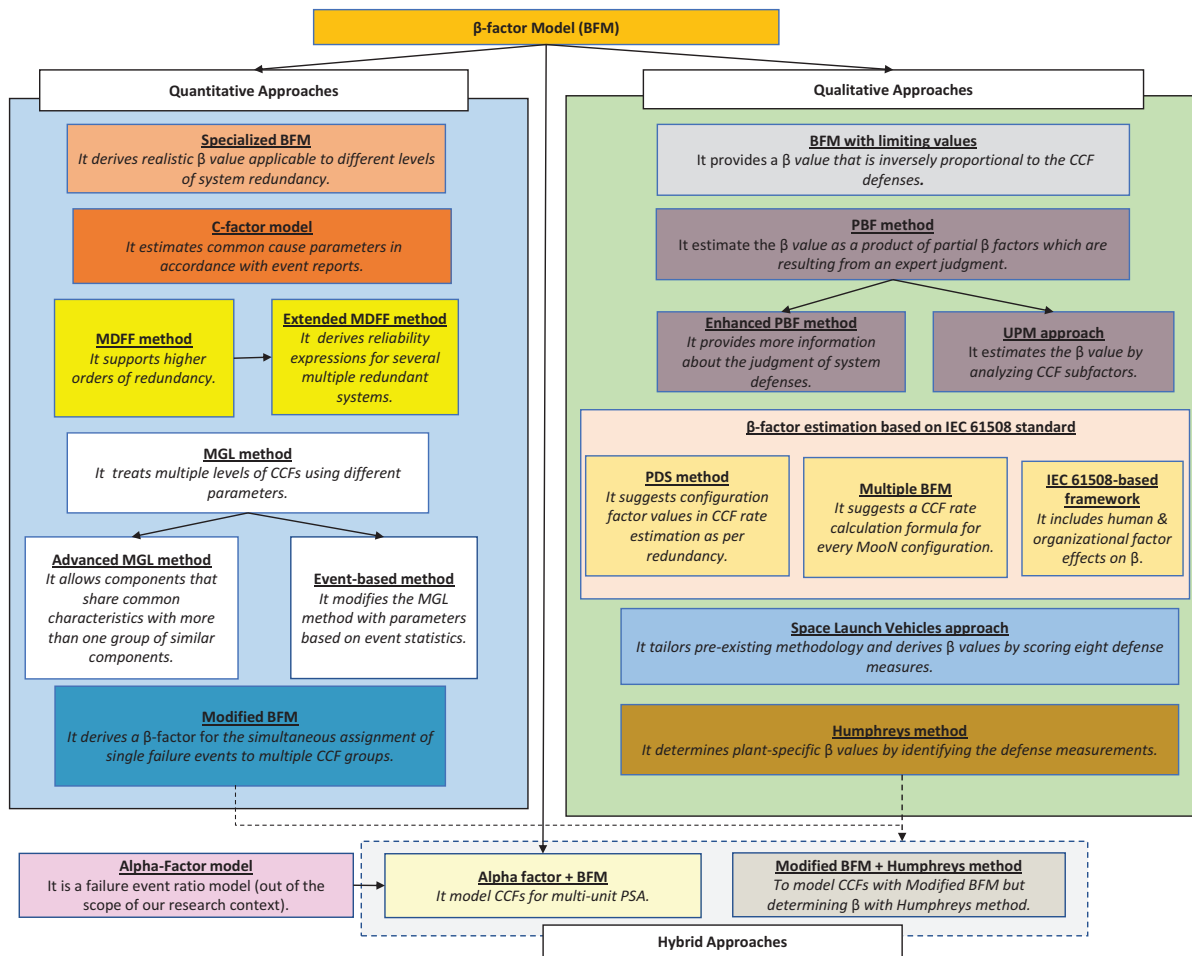 β-factor Model (BFM)
Quantitative Approaches
Specialized BFM
It derives realistic β value applicable to different levels
of system redundancy.
C-factor model
It estimates common cause parameters in
accordance with event reports.
MDFF method
It supports higher
orders of redundancy.
Extended MDFF method
It derives reliability
expressions for several
multiple redundant
systems.
MGL method
It treats multiple levels of CCFs using different
parameters.
Advanced MGL method
It allows components that
share common
characteristics with more
than one group of similar
components.
Event-based method
It modifies the MGL
method with parameters
based on event statistics.
Modified BFM
It derives a β-factor for the simultaneous assignment of
single failure events to multiple CCF groups.
Qualitative Approaches
BFM with limiting values
It provides a β value that is inversely proportional to the CCF
defenses.
PBF method
It estimate the β value as a product of partial β factors which are
resulting from an expert judgment.
Enhanced PBF method
It provides more information
about the judgment of system
defenses.
UPM approach
It estimates the β value by
analyzing CCF subfactors.
β-factor estimation based on IEC 61508 standard
PDS method
It suggests configuration
factor values in CCF rate
estimation as per
redundancy.
Multiple BFM
It suggests a CCF rate
calculation formula for
every MooN configuration.
IEC 61508-based
framework
It includes human &
organizational factor
effects on β.
Space Launch Vehicles approach
It tailors pre-existing methodology and derives β values by scoring eight defense
measures.
Humphreys method
It determines plant-specific β values by identifying the defense measurements.
Alpha-Factor model
It is a failure event ratio model (out of the
scope of our research context).
Alpha factor + BFM
It model CCFs for multi-unit PSA.
Modified BFM + Humphreys method
To model CCFs with Modified BFM but
determining β with Humphreys method.
Hybrid Approaches